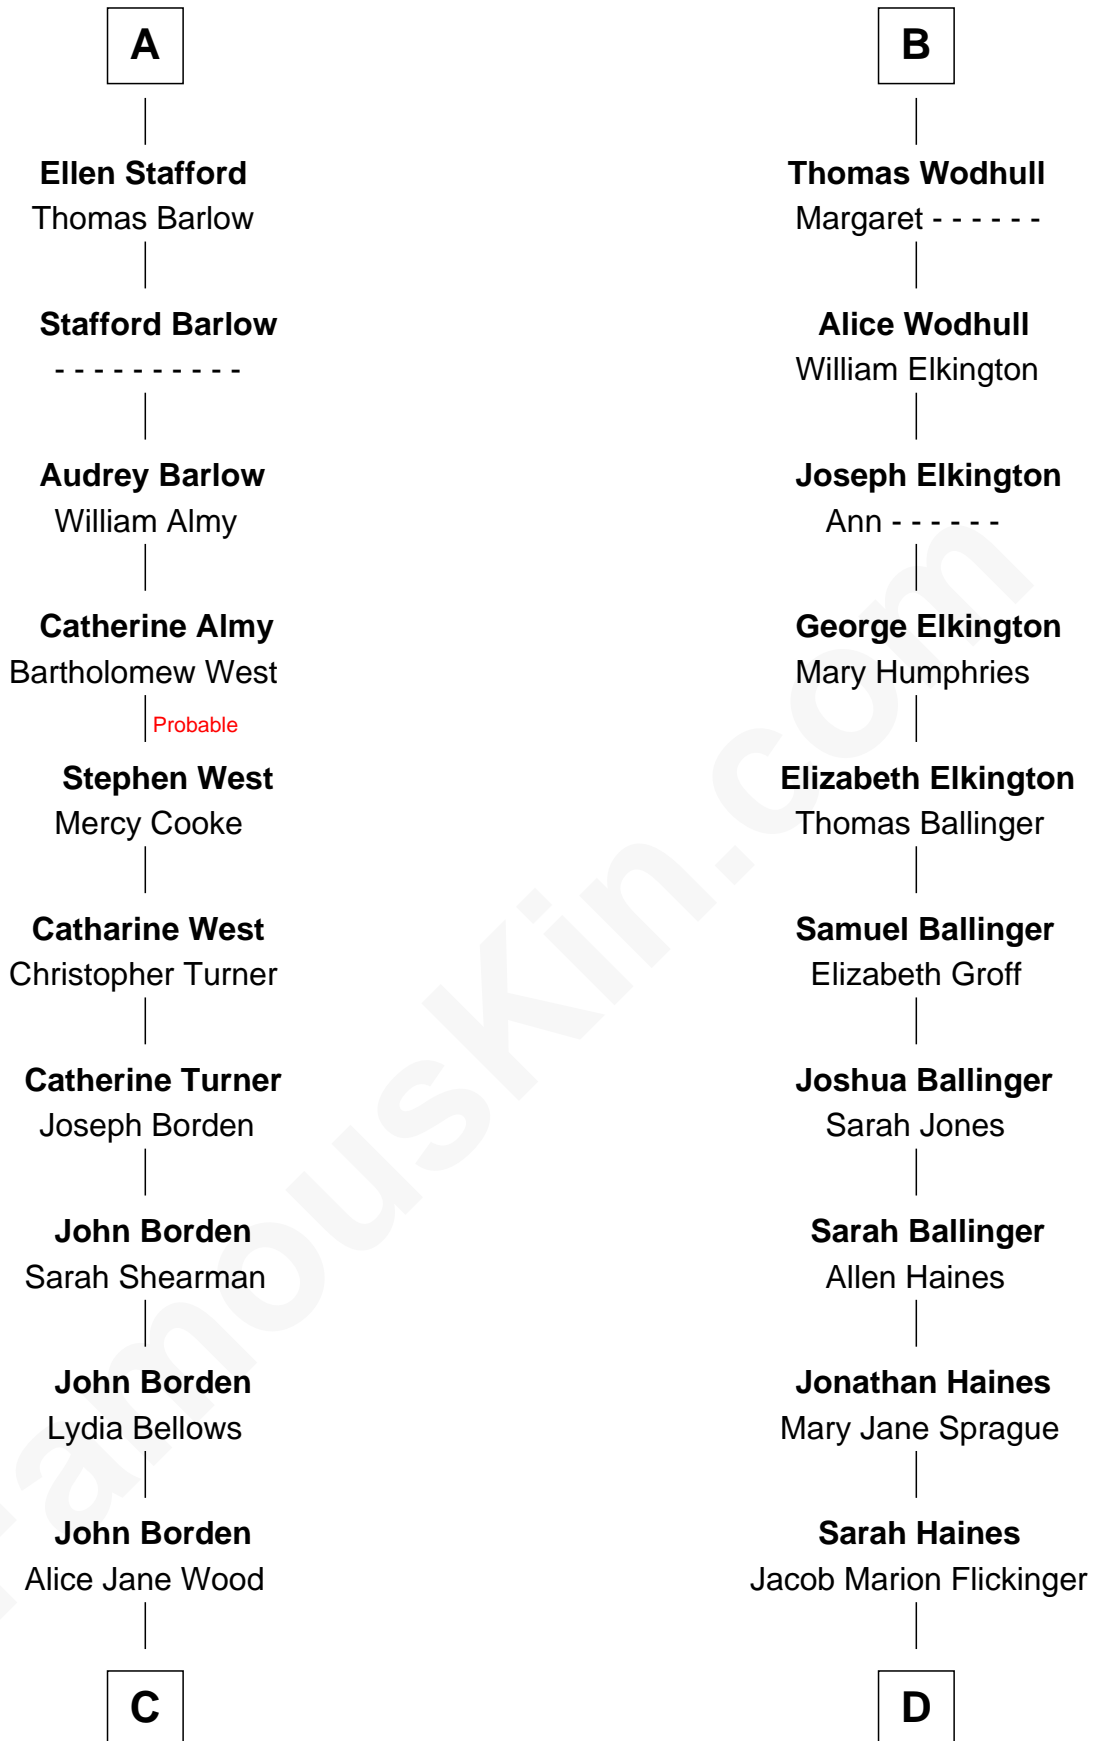 A
Ellen Stafford
Thomas Barlow
Stafford Barlow
- - - - - - - - - -
Audrey Barlow
William Almy
Catherine Almy
Bartholomew West
Probable
Stephen West
Mercy Cooke
Catharine West
Christopher Turner
Catherine Turner
Joseph Borden
John Borden
Sarah Shearman
John Borden
Lydia Bellows
John Borden
Alice Jane Wood
C
B
Thomas Wodhull
Margaret - - - - - -
Alice Wodhull
William Elkington
Joseph Elkington
Ann - - - - - -
George Elkington
Mary Humphries
Elizabeth Elkington
Thomas Ballinger
Samuel Ballinger
Elizabeth Groff
Joshua Ballinger
Sarah Jones
Sarah Ballinger
Allen Haines
Jonathan Haines
Mary Jane Sprague
Sarah Haines
Jacob Marion Flickinger
D
FamousKin.com